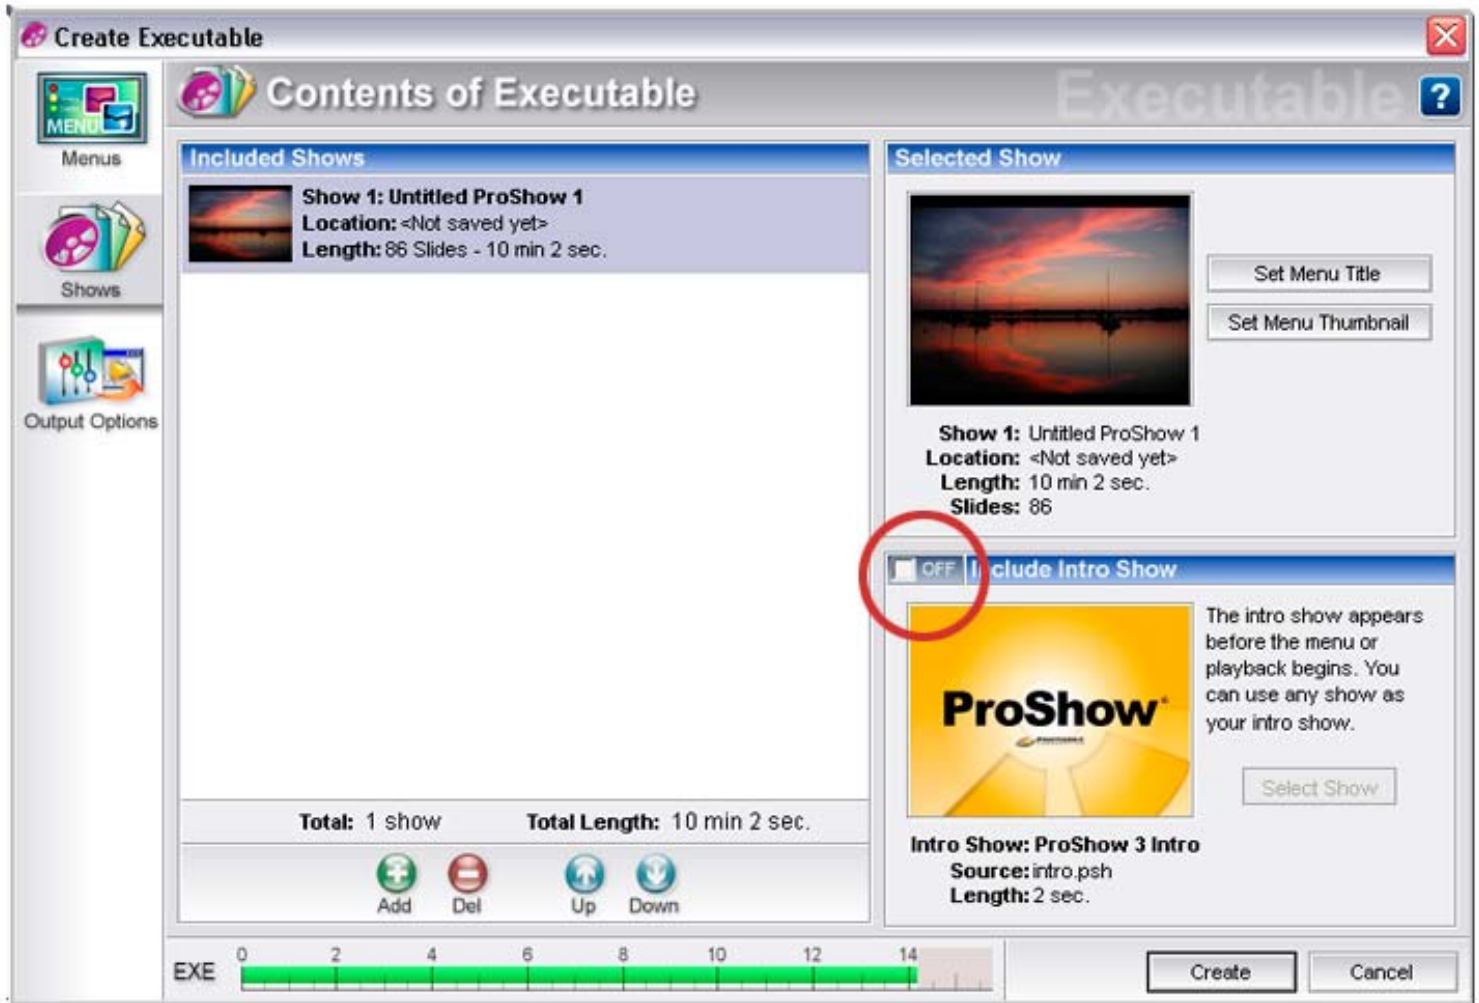 Create Executable
Contents of Executable
Executable
?
MENU
Menus
Shows
Output Options
Included Shows
Show 1: Untitled ProShow 1
Location: <Not saved yet>
Length: 86 Slides - 10 min 2 sec.
Total: 1 show Total Length: 10 min 2 sec.
Add Del Up Down
Selected Show
Set Menu Title
Set Menu Thumbnail
Show 1: Untitled ProShow 1
Location: <Not saved yet>
Length: 10 min 2 sec.
Slides: 86
OFF Include Intro Show
ProShow
The intro show appears
before the menu or
playback begins. You
can use any show as
your intro show.
Select Show
Intro Show: ProShow 3 Intro
Source: intro.psh
Length: 2 sec.
EXE 0 2 4 6 8 10 12 14
Create Cancel